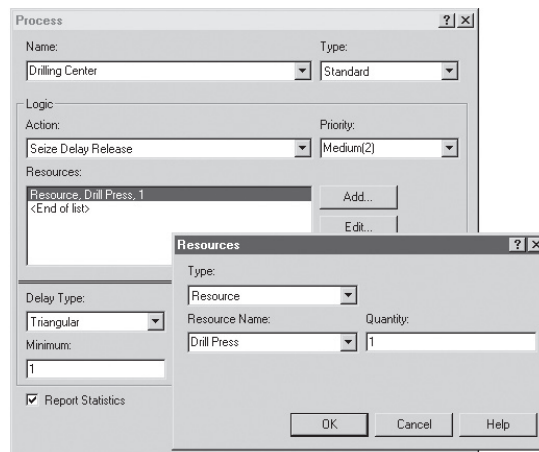 Process
Name:
Type:
Drilling Center
Standard
Logic
Action:
Priority:
Seize Delay Release
Medium(2)
Resources:
Resource, Drill Press, 1
<End of list>
Add...
Edit...
Resources
Type:
Resource
Resource Name:
Quantity:
Drill Press
1
OK
Cancel
Help
Delay Type:
Triangular
Minimum:
1
Report Statistics